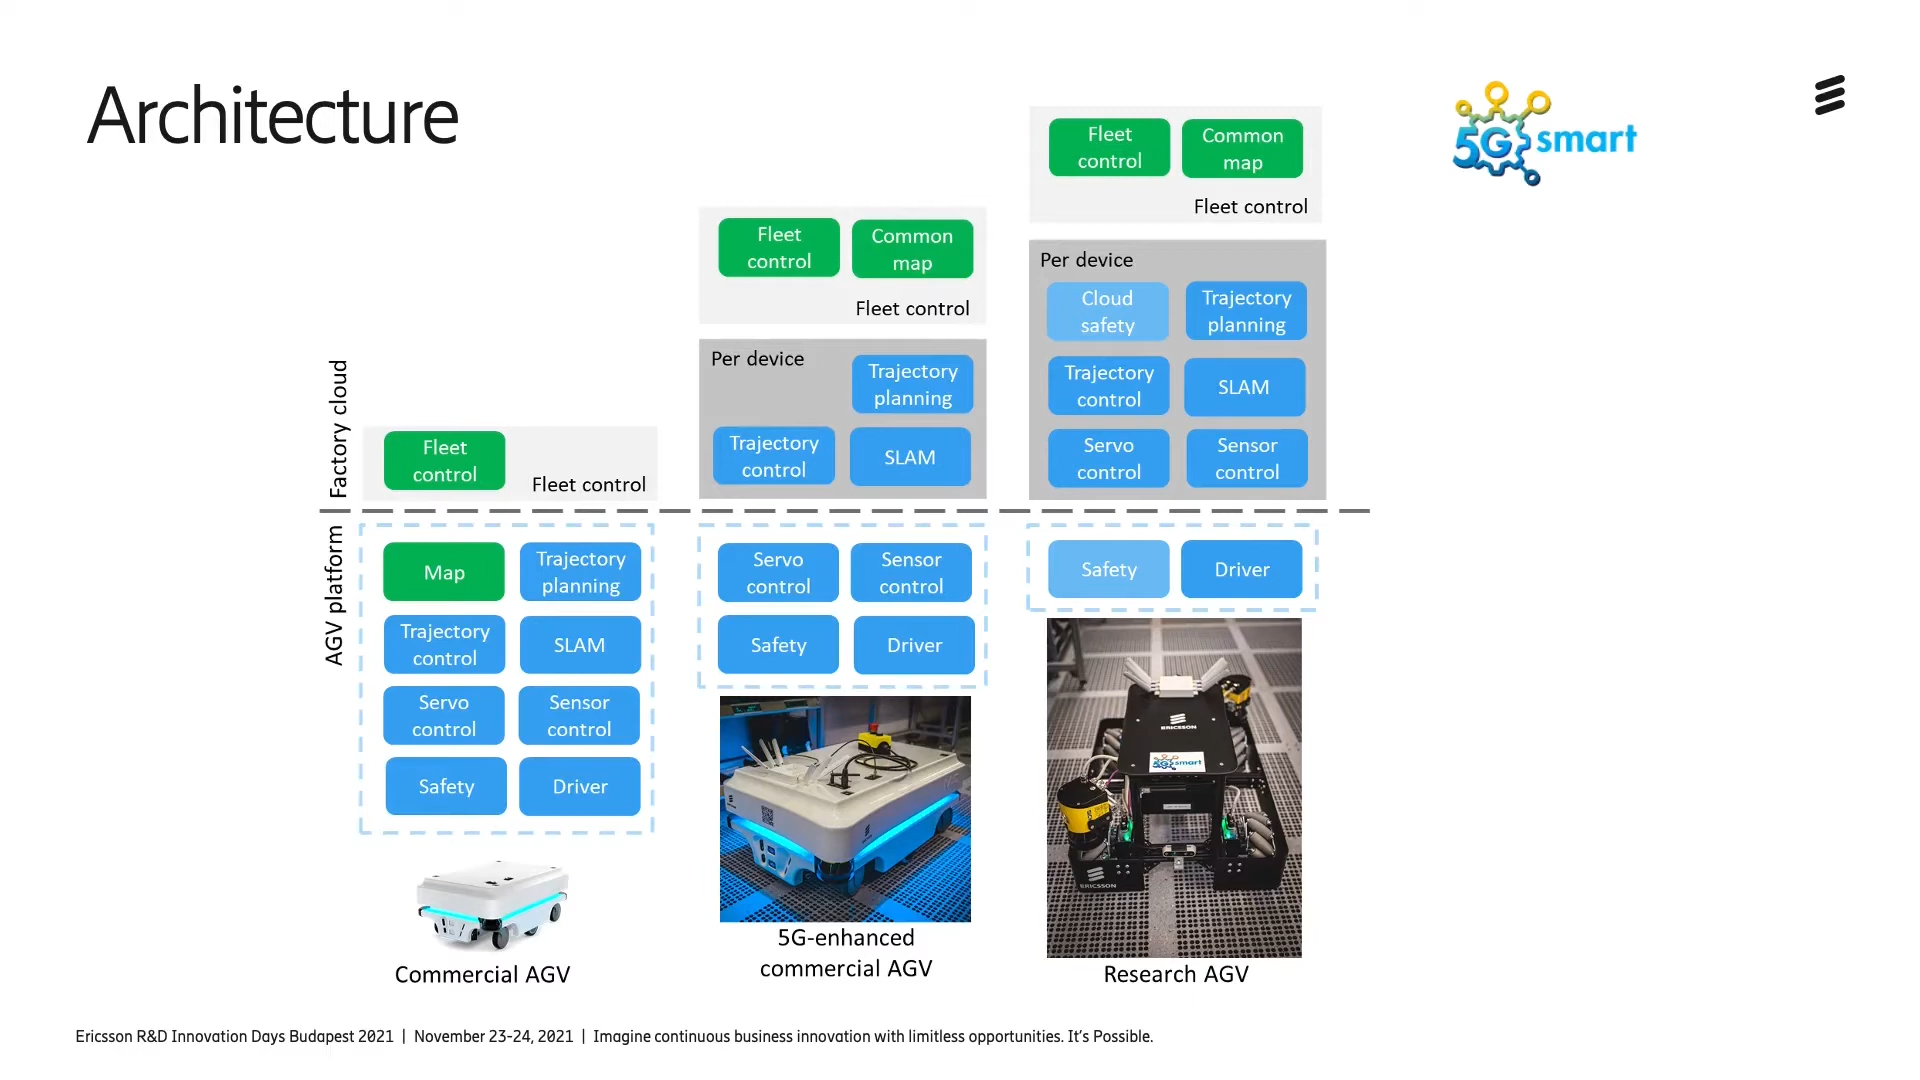 Architecture
5G smart
Factory cloud
AGV platform
Fleet
control
Fleet control
Map
Trajectory
planning
Trajectory
control
SLAM
Servo
control
Sensor
control
Safety
Driver
Commercial AGV
Fleet
control
Common
map
Fleet control
Per device
Trajectory
planning
Trajectory
control
SLAM
Servo
control
Sensor
control
Safety
Driver
5G-enhanced
commercial AGV
Fleet
control
Common
map
Fleet control
Per device
Cloud
safety
Trajectory
planning
Trajectory
control
SLAM
Servo
control
Sensor
control
Safety
Driver
ERICSSON
5G smart
ERICSSON
Research AGV
Ericsson R&D Innovation Days Budapest 2021 | November 23-24, 2021 | Imagine continuous business innovation with limitless opportunities. It’s Possible.